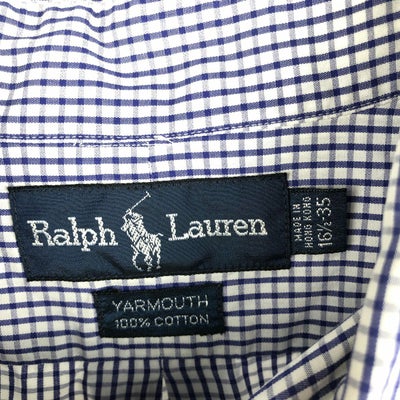 Ralph Lauren
MADE IN
HONG KONG
16½-35
YARMOUTH
100% COTTON